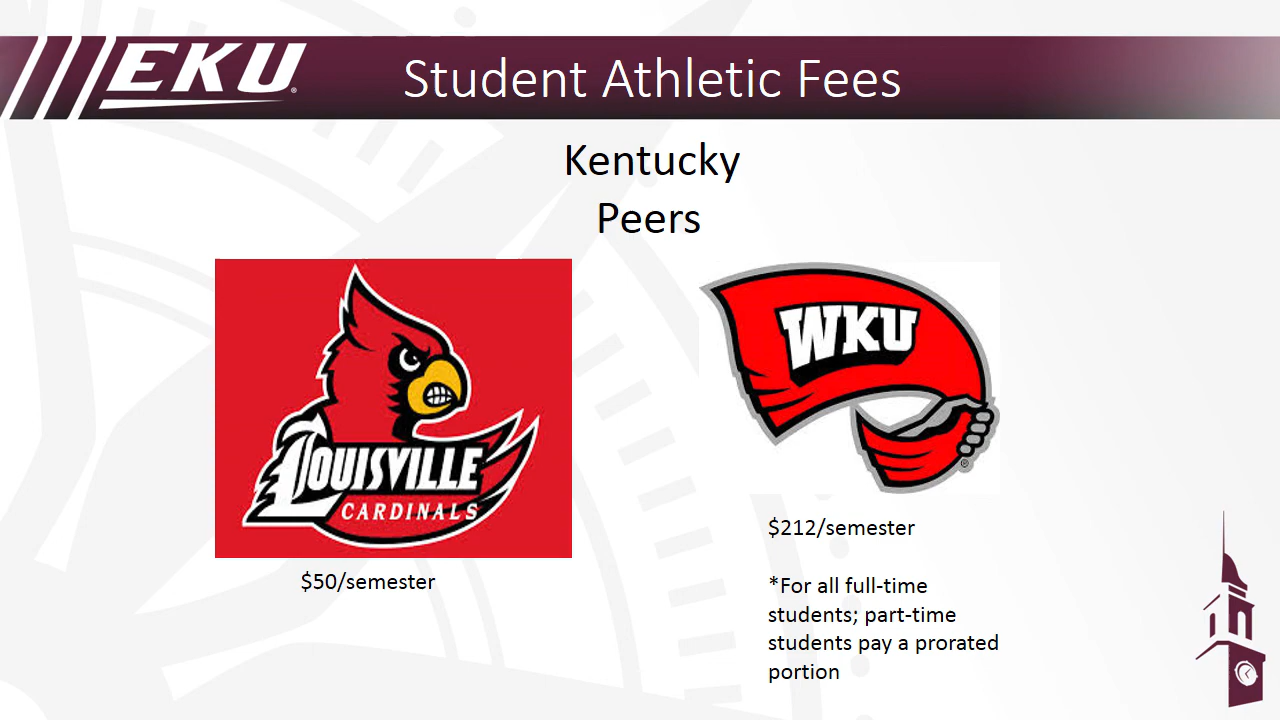 EKU
Student Athletic Fees
Kentucky
Peers
LOUISVILLE
CARDINALS
WKU
$50/semester
$212/semester
*For all full-time
students; part-time
students pay a prorated
portion